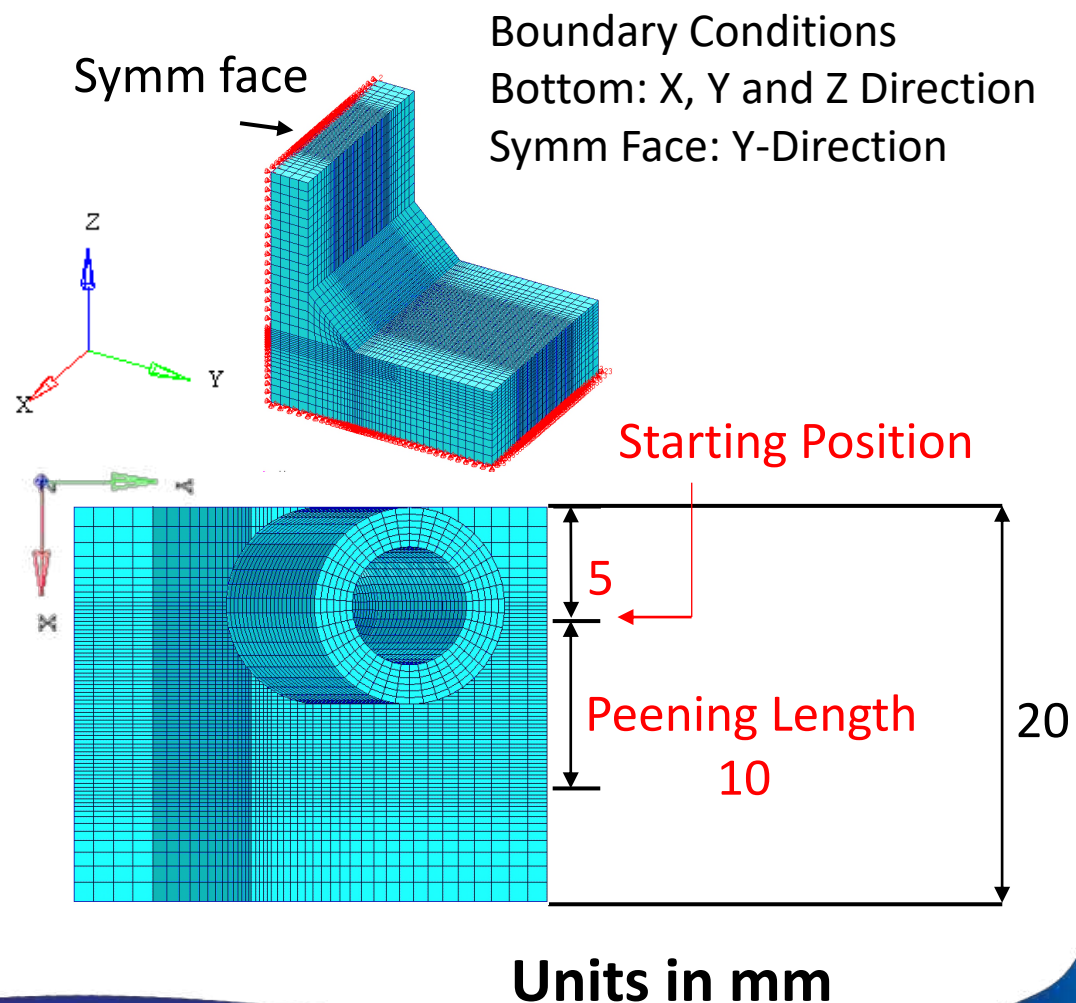 Boundary Conditions
Symm face
Bottom: X, Y and Z Direction
Symm Face: Y-Direction
Z
Y
X
Starting Position
Y
X
5
Peening Length
10
20
Units in mm